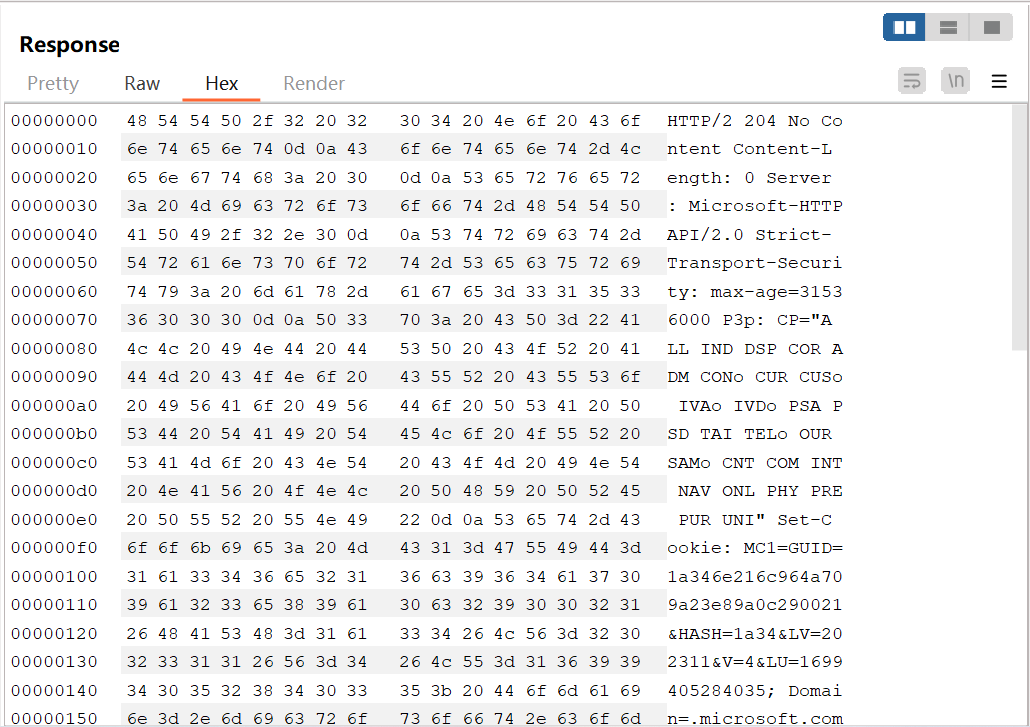 Response
Pretty Raw Hex Render
\n
00000000 48 54 54 50 2f 32 20 32 30 34 20 4e 6f 20 43 6f HTTP/2 204 No Co
00000010 6e 74 65 6e 74 0d 0a 43 6f 6e 74 65 6e 74 2d 4c ntent Content-L
00000020 65 6e 67 74 68 3a 20 30 0d 0a 53 65 72 76 65 72 ength: 0 Server
00000030 3a 20 4d 69 63 72 6f 73 6f 66 74 2d 48 54 54 50 : Microsoft-HTTP
00000040 41 50 49 2f 32 2e 30 0d 0a 53 74 72 69 63 74 2d API/2.0 Strict-
00000050 54 72 61 6e 73 70 6f 72 74 2d 53 65 63 75 72 69 Transport-Securi
00000060 74 79 3a 20 6d 61 78 2d 61 67 65 3d 33 31 35 33 ty: max-age=3153
00000070 36 30 30 30 0d 0a 50 33 70 3a 20 43 50 3d 22 41 6000 P3p: CP="A
00000080 4c 4c 20 49 4e 44 20 44 53 50 20 43 4f 52 20 41 LL IND DSP COR A
00000090 44 4d 20 43 4f 4e 6f 20 43 55 52 20 43 55 53 6f DM CONo CUR CUSo
000000a0 20 49 56 41 6f 20 49 56 44 6f 20 50 53 41 20 50 IVAo IVDo PSA P
000000b0 53 44 20 54 41 49 20 54 45 4c 6f 20 4f 55 52 20 SD TAI TELo OUR
000000c0 53 41 4d 6f 20 43 4e 54 20 43 4f 4d 20 49 4e 54 SAMo CNT COM INT
000000d0 20 4e 41 56 20 4f 4e 4c 20 50 48 59 20 50 52 45 NAV ONL PHY PRE
000000e0 20 50 55 52 20 55 4e 49 22 0d 0a 53 65 74 2d 43 PUR UNI" Set-C
000000f0 6f 6f 6b 69 65 3a 20 4d 43 31 3d 47 55 49 44 3d ookie: MC1=GUID=
00000100 31 61 33 34 36 65 32 31 36 63 39 36 34 61 37 30 1a346e216c964a70
00000110 39 61 32 33 65 38 39 61 30 63 32 39 30 30 32 31 9a23e89a0c290021
00000120 26 48 41 53 48 3d 31 61 33 34 26 4c 56 3d 32 30 &HASH=1a34&LV=20
00000130 32 33 31 31 26 56 3d 34 26 4c 55 3d 31 36 39 39 2311&V=4&LU=1699
00000140 34 30 35 32 38 34 30 33 35 3b 20 44 6f 6d 61 69 405284035; Domai
00000150 6e 3d 2e 6d 69 63 72 6f 73 6f 66 74 2e 63 6f 6d n=.microsoft.com